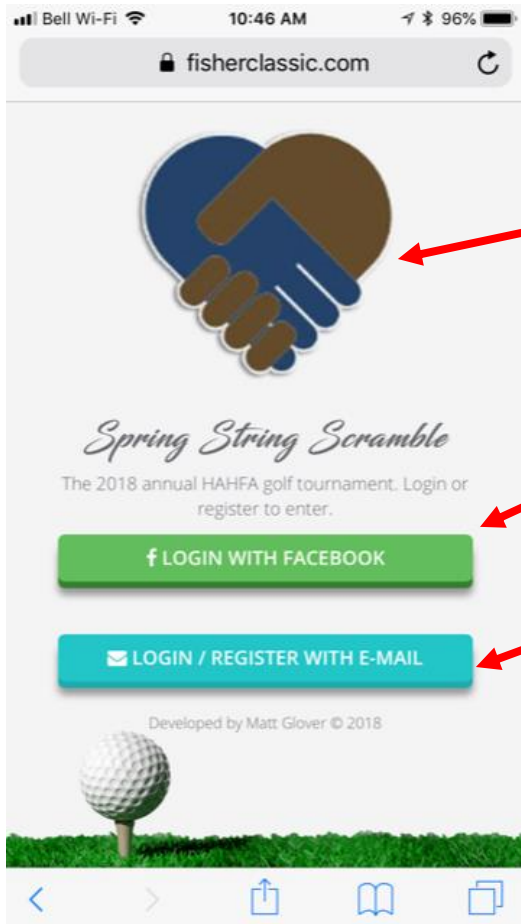 Bell Wi-Fi 10:46 AM 96%
fisherclassic.com
Spring String Scramble
The 2018 annual HAHFA golf tournament. Login or
register to enter.
f LOGIN WITH FACEBOOK
LOGIN / REGISTER WITH E-MAIL
Developed by Matt Glover © 2018